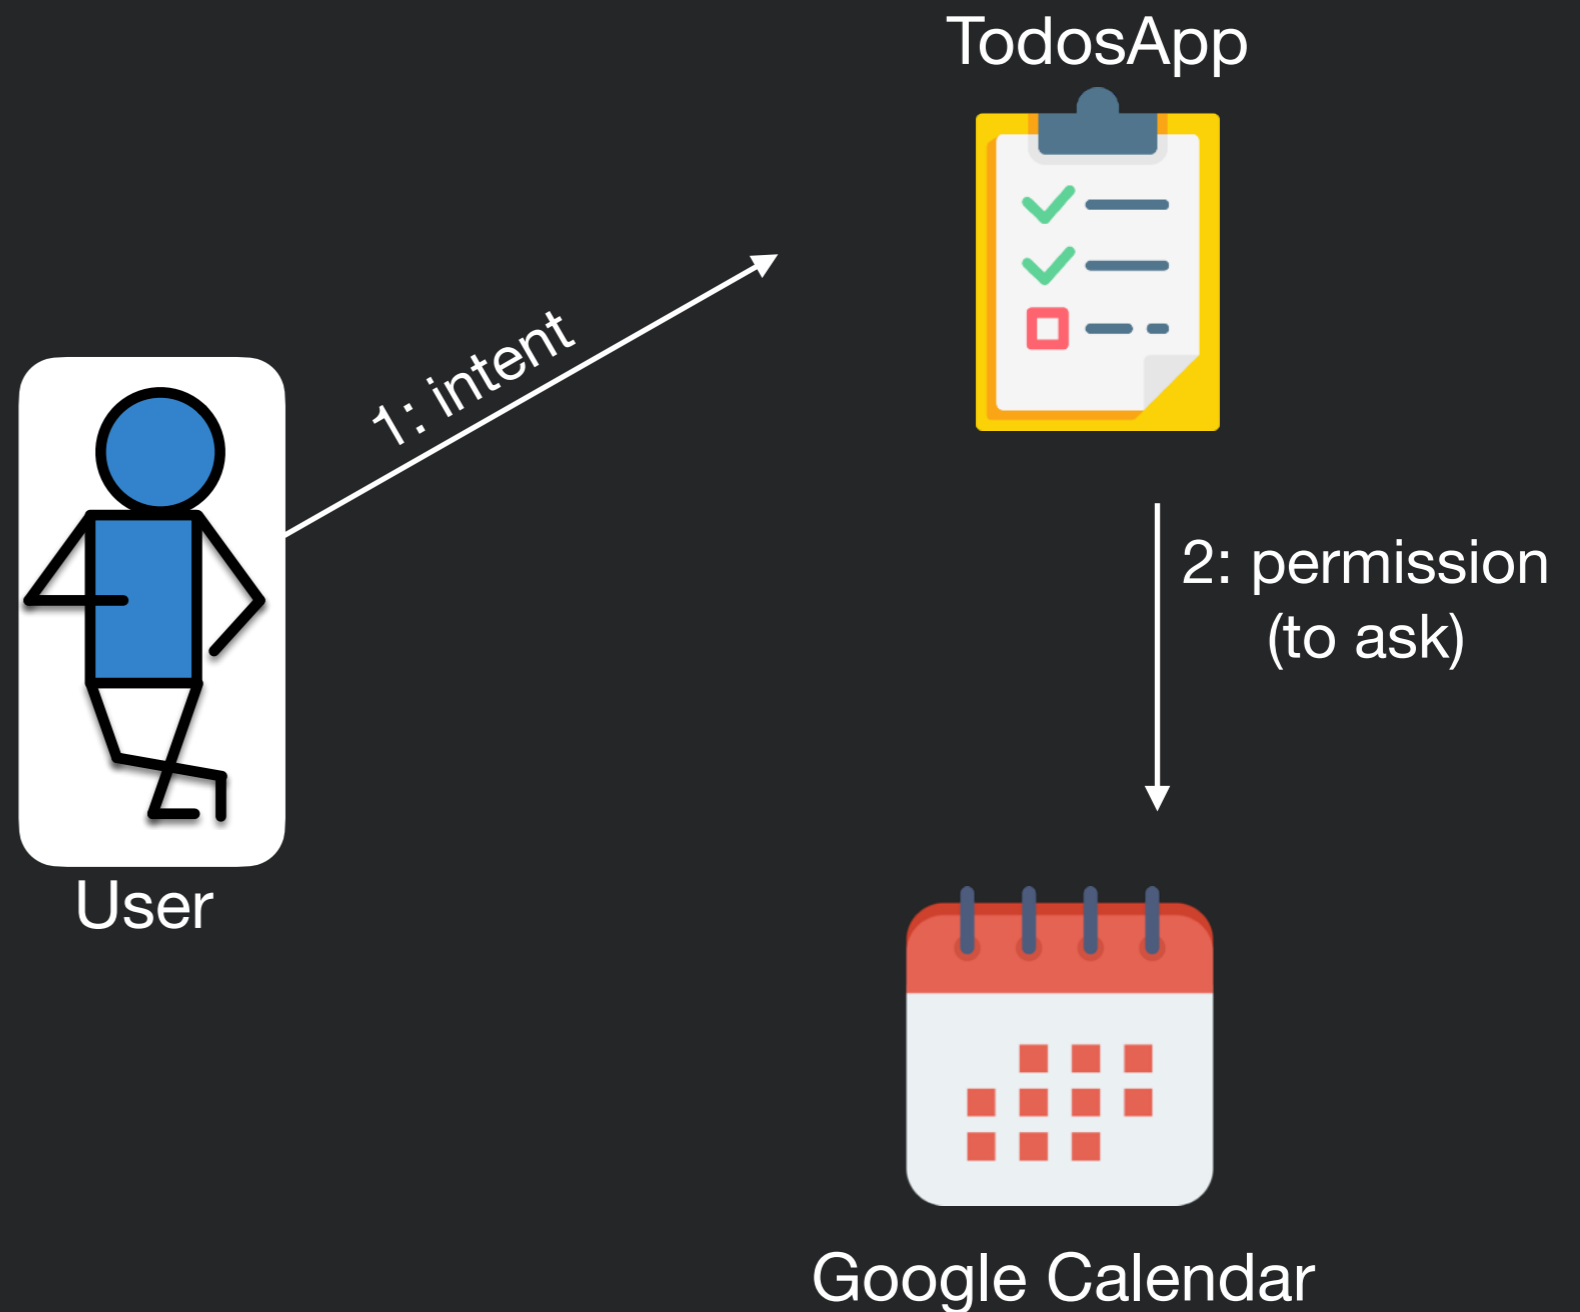 TodosApp
1: intent
2: permission
(to ask)
User
Google Calendar